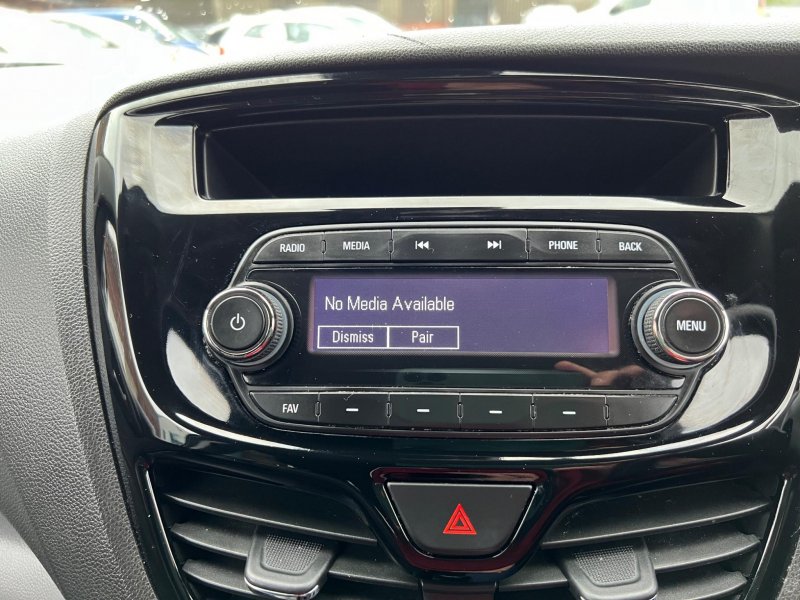 RADIO MEDIA PHONE BACK
No Media Available
Dismiss Pair
MENU
FAV